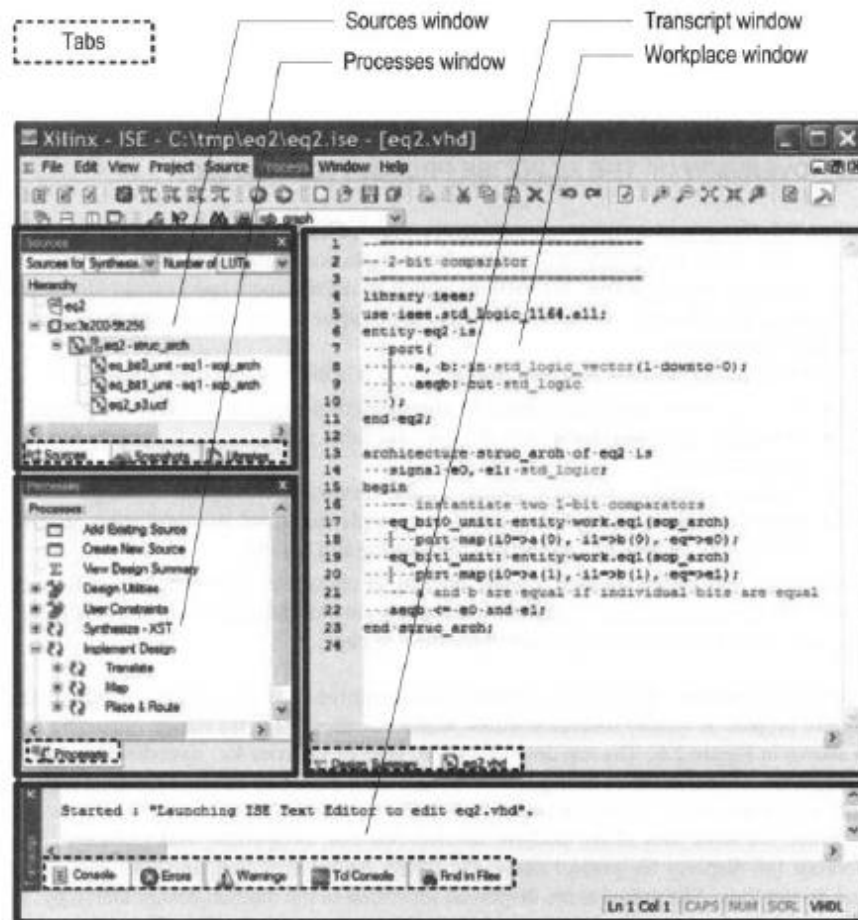 Tabs
Sources window
Processes window
Transcript window
Workplace window
Xilinx - ISE - C:\tmp\eq2\eq2.ise - [eq2.vhd]
File Edit View Project Source Process Window Help
Sources
Sources for Synthesis Number of LUTs
Hierarchy
eq2
xc3s200-5ft256
eq2 - struc_arch
eq_bit0_unit - eq1 - sop_arch
eq_bit1_unit - eq1 - sop_arch
eq2_s3.ucf
Sources Snapshots Libraries
Processes
Processes:
Add Existing Source
Create New Source
View Design Summary
Design Utilities
User Constraints
Synthesize - XST
Implement Design
Translate
Map
Place & Route
Processes
1 --==============================
2 -- 2-bit comparator
3 --==============================
4 library ieee;
5 use ieee.std_logic_1164.all;
6 entity eq2 is
7 port(
8 a, b: in std_logic_vector(1 downto 0);
9 aeqb: out std_logic
10 );
11 end eq2;
12
13 architecture struc_arch of eq2 is
14 signal e0, e1: std_logic;
15 begin
16 -- instantiate two 1-bit comparators
17 eq_bit0_unit: entity work.eq1(sop_arch)
18 port map(i0=>a(0), i1=>b(0), eq=>e0);
19 eq_bit1_unit: entity work.eq1(sop_arch)
20 port map(i0=>a(1), i1=>b(1), eq=>e1);
21 -- a and b are equal if individual bits are equal
22 aeqb <= e0 and e1;
23 end struc_arch;
24
Design Summary eq2.vhd
Started : "Launching ISE Text Editor to edit eq2.vhd".
Console Errors Warnings Tcl Console Find in Files
Ln 1 Col 1 CAPS NUM SCRL VHDL